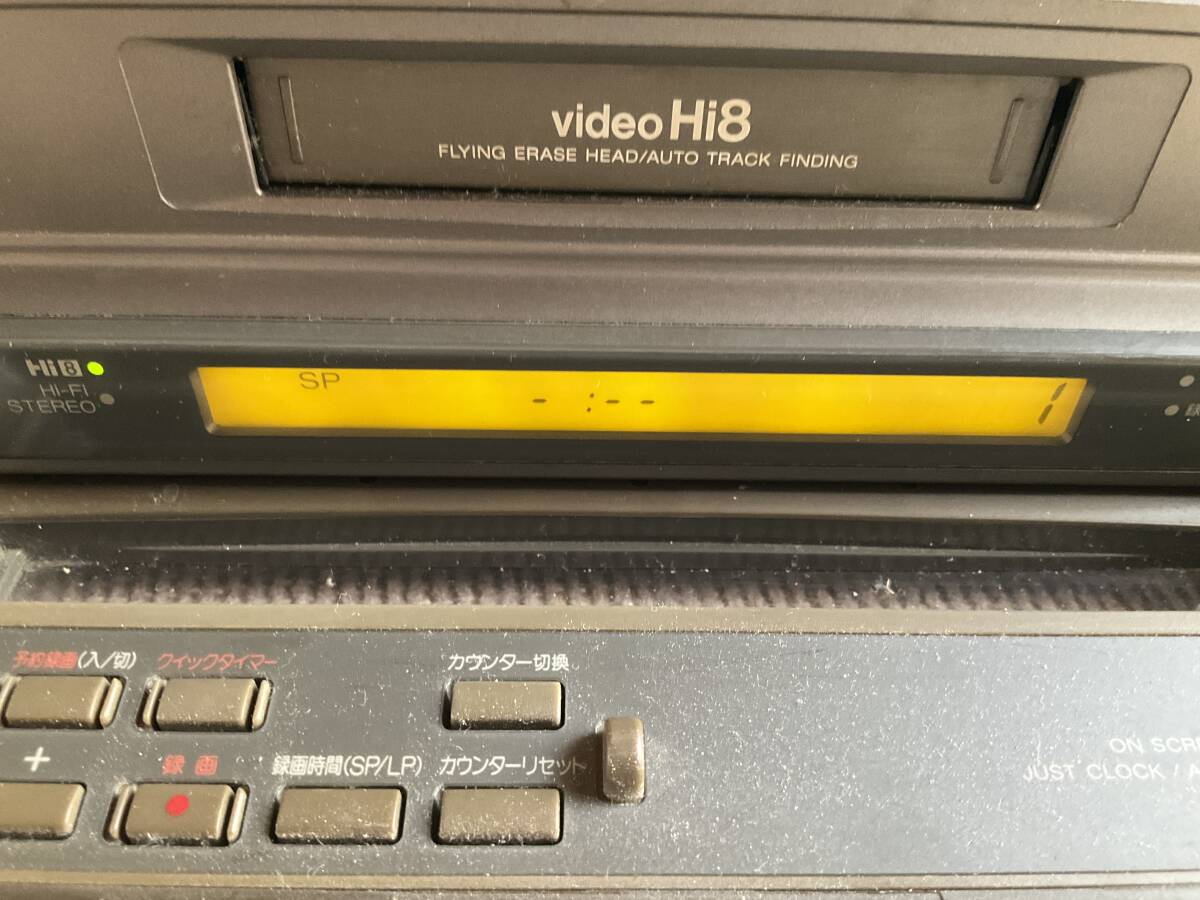 video Hi8
FLYING ERASE HEAD/AUTO TRACK FINDING
Hi8
HI-FI
STEREO
SP
- :-- 1
予約録画(入/切) クイックタイマー カウンター切換
+ 録画 録画時間(SP/LP) カウンターリセット
ON SCR
JUST CLOCK / A